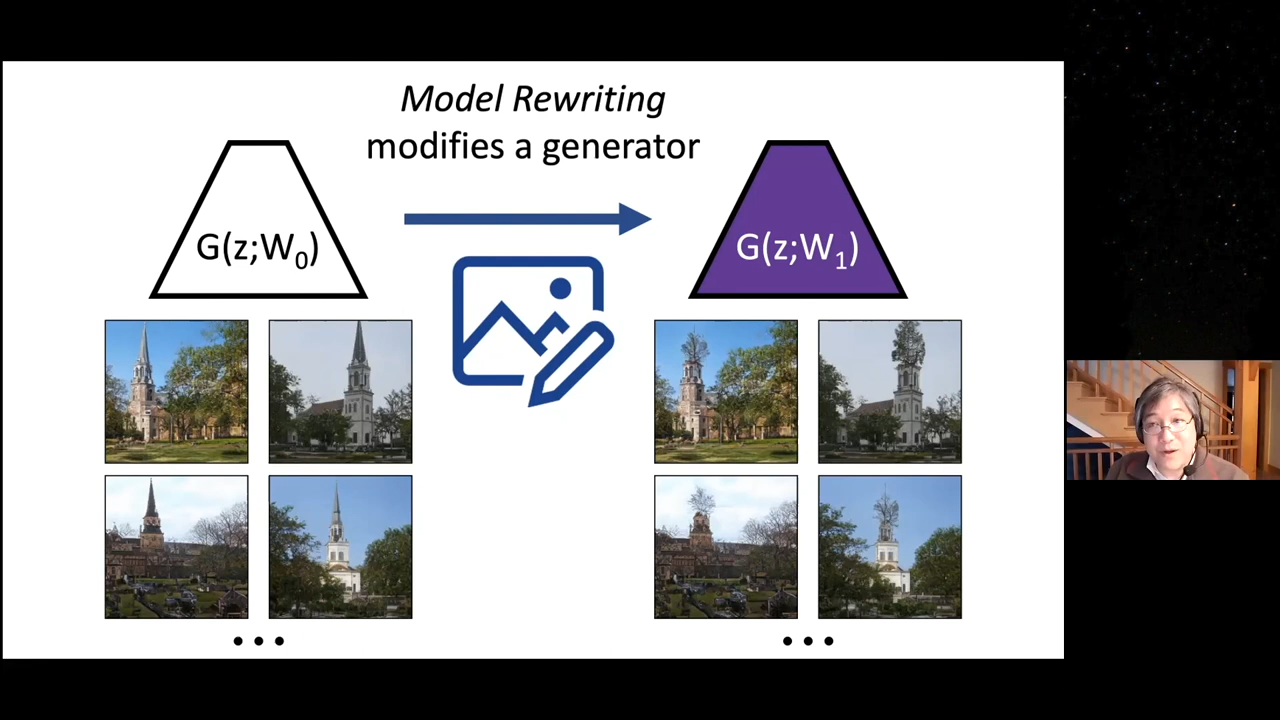 Model Rewriting
modifies a generator
G(z;W₀)
G(z;W₁)
• • •
• • •